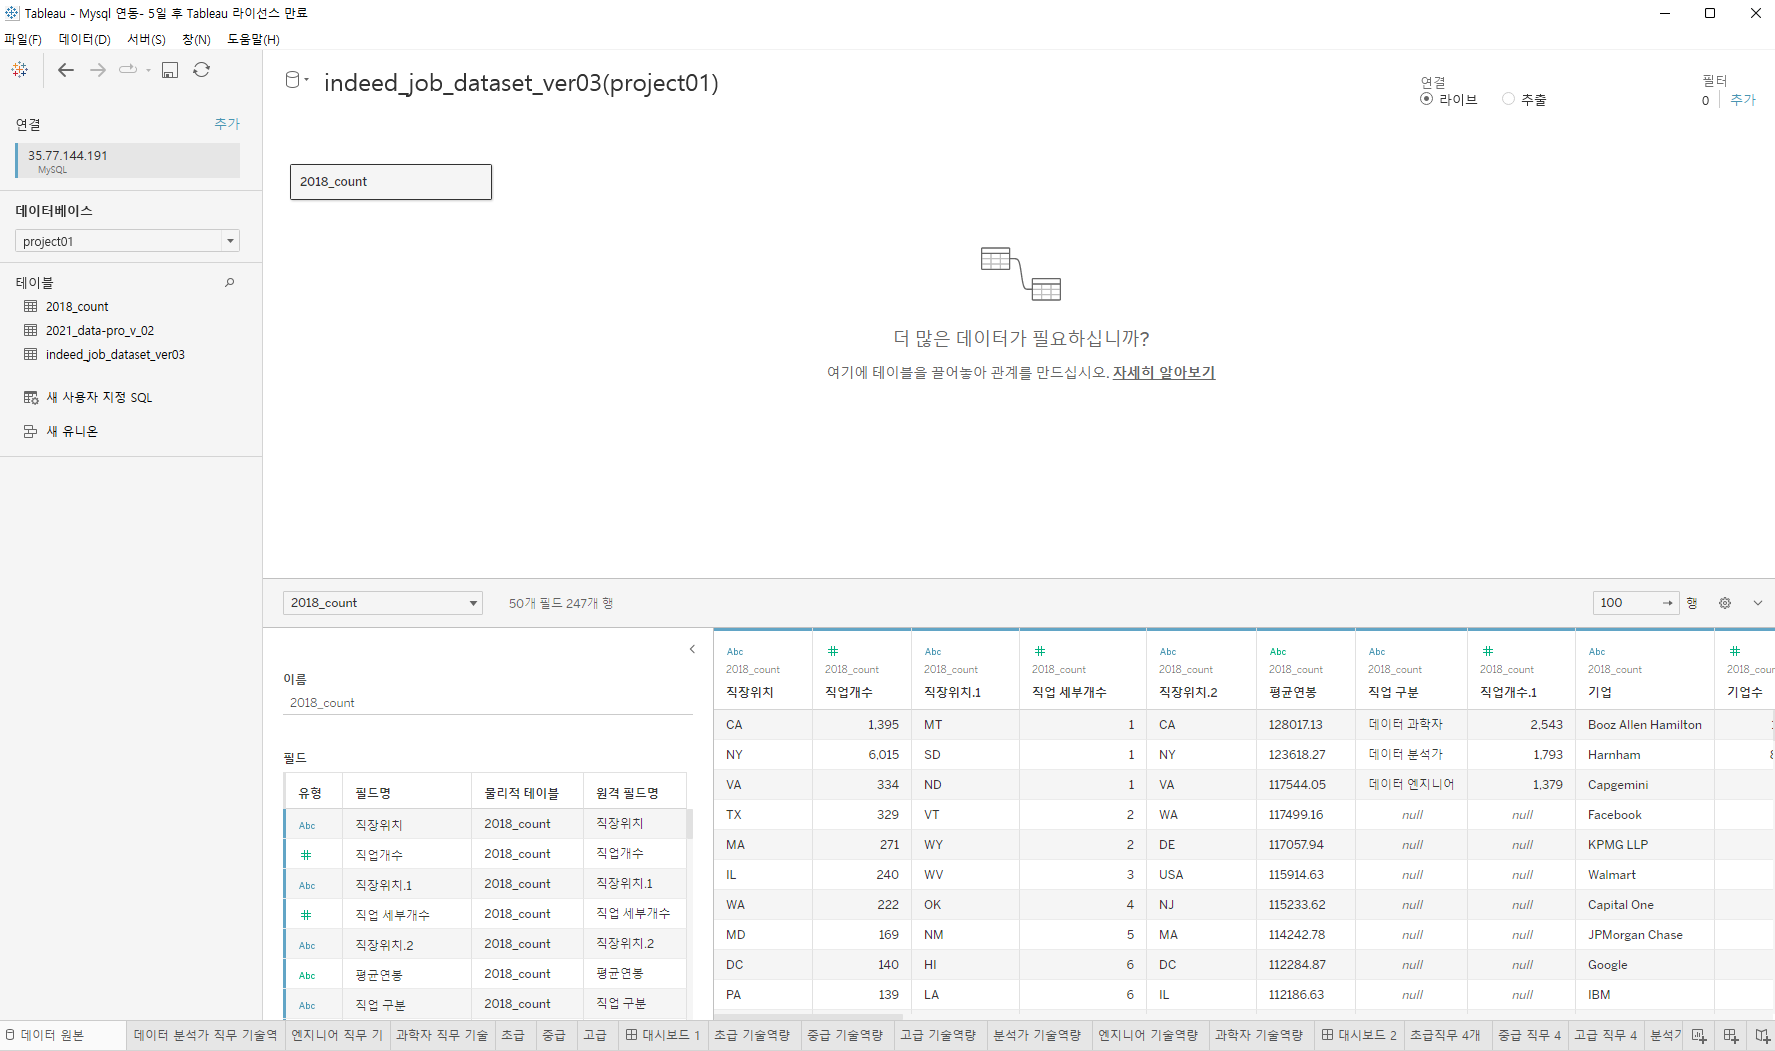 Tableau - Mysql 연동- 5일 후 Tableau 라이선스 만료
파일(F) 데이터(D) 서버(S) 창(N) 도움말(H)
indeed_job_dataset_ver03(project01)
연결
라이브 추출
필터
0 추가
연결 추가
35.77.144.191
MySQL
데이터베이스
project01
테이블
2018_count
2021_data-pro_v_02
indeed_job_dataset_ver03
새 사용자 지정 SQL
새 유니온
2018_count
더 많은 데이터가 필요하십니까?
여기에 테이블을 끌어놓아 관계를 만드십시오. 자세히 알아보기
2018_count 50개 필드 247개 행 100 행
이름
2018_count
필드
유형 필드명 물리적 테이블 원격 필드명
Abc 직장위치 2018_count 직장위치
# 직업개수 2018_count 직업개수
Abc 직장위치.1 2018_count 직장위치.1
# 직업 세부개수 2018_count 직업 세부개수
Abc 직장위치.2 2018_count 직장위치.2
Abc 평균연봉 2018_count 평균연봉
Abc 직업 구분 2018_count 직업 구분
Abc # Abc # Abc Abc Abc # Abc #
2018_count 2018_count 2018_count 2018_count 2018_count 2018_count 2018_count 2018_count 2018_count 2018_cour
직장위치 직업개수 직장위치.1 직업 세부개수 직장위치.2 평균연봉 직업 구분 직업개수.1 기업 기업수
CA 1,395 MT 1 CA 128017.13 데이터 과학자 2,543 Booz Allen Hamilton
NY 6,015 SD 1 NY 123618.27 데이터 분석가 1,793 Harnham
VA 334 ND 1 VA 117544.05 데이터 엔지니어 1,379 Capgemini
TX 329 VT 2 WA 117499.16 null null Facebook
MA 271 WY 2 DE 117057.94 null null KPMG LLP
IL 240 WV 3 USA 115914.63 null null Walmart
WA 222 OK 4 NJ 115233.62 null null Capital One
MD 169 NM 5 MA 114242.78 null null JPMorgan Chase
DC 140 HI 6 DC 112284.87 null null Google
PA 139 LA 6 IL 112186.63 null null IBM
데이터 원본 데이터 분석가 직무 기술역 엔지니어 직무 기 과학자 직무 기술 초급 중급 고급 대시보드 1 초급 기술역량 중급 기술역량 고급 기술역량 분석가 기술역량 엔지니어 기술역량 과학자 기술역량 대시보드 2 초급직무 4개 중급 직무 4 고급 직무 4 분석가